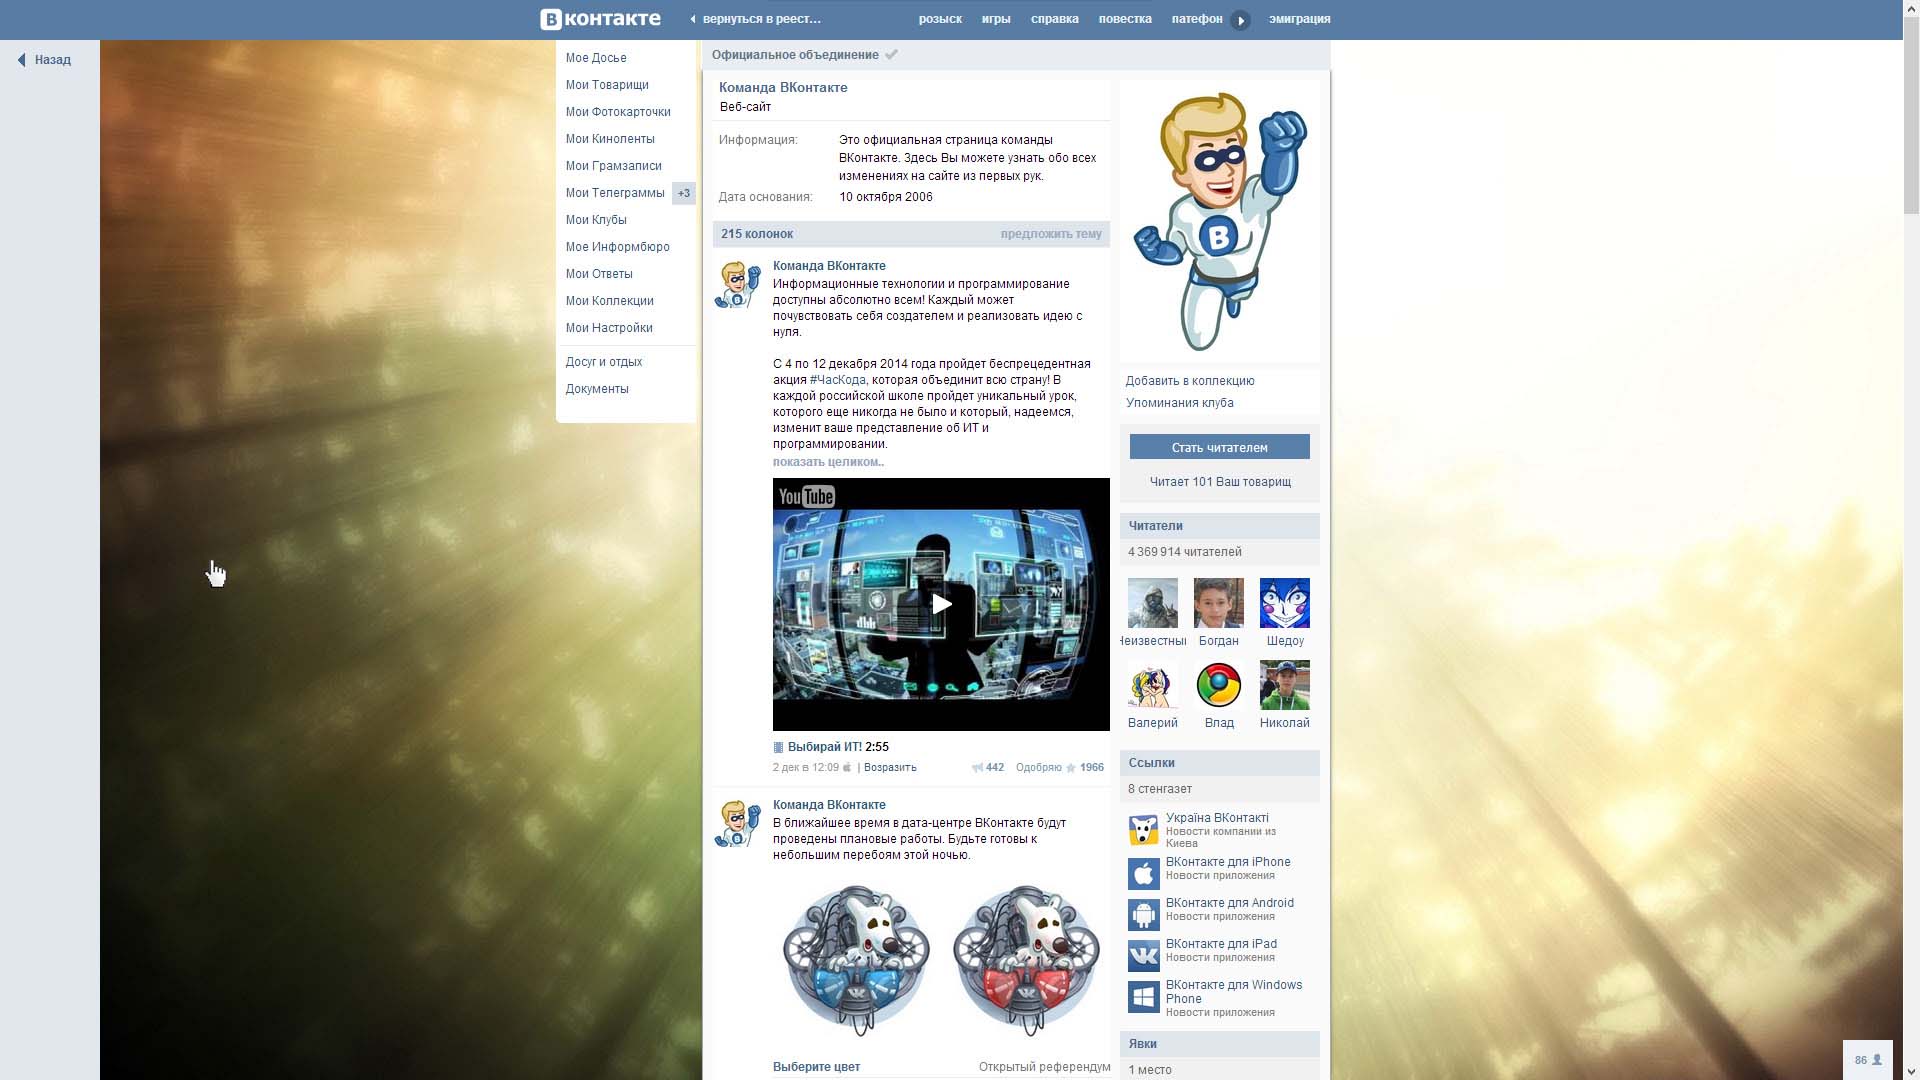 Вконтакте
вернуться в реест...
розыск
игры
справка
повестка
патефон
эмиграция
Назад
Мое Досье
Мои Товарищи
Мои Фотокарточки
Мои Киноленты
Мои Грамзаписи
Мои Телеграммы +3
Мои Клубы
Мое Информбюро
Мои Ответы
Мои Коллекции
Мои Настройки
Досуг и отдых
Документы
Официальное объединение
Команда ВКонтакте
Веб-сайт
Информация: Это официальная страница команды
ВКонтакте. Здесь Вы можете узнать обо всех
изменениях на сайте из первых рук.
Дата основания: 10 октября 2006
215 колонок предложить тему
Команда ВКонтакте
Информационные технологии и программирование
доступны абсолютно всем! Каждый может
почувствовать себя создателем и реализовать идею с
нуля.
С 4 по 12 декабря 2014 года пройдет беспрецедентная
акция #ЧасКода, которая объединит всю страну! В
каждой российской школе пройдет уникальный урок,
которого еще никогда не было и который, надеемся,
изменит ваше представление об ИТ и
программировании.
показать целиком..
YouTube
Выбирай ИТ! 2:55
2 дек в 12:09 | Возразить 442 Одобряю 1966
Команда ВКонтакте
В ближайшее время в дата-центре ВКонтакте будут
проведены плановые работы. Будьте готовы к
небольшим перебоям этой ночью.
Выберите цвет Открытый референдум
В
Добавить в коллекцию
Упоминания клуба
Стать читателем
Читает 101 Ваш товарищ
Читатели
4 369 914 читателей
Неизвестны
Богдан
Шедоу
Валерий
Влад
Николай
Ссылки
8 стенгазет
Україна ВКонтакті
Новости компании из
Киева
ВКонтакте для iPhone
Новости приложения
ВКонтакте для Android
Новости приложения
ВКонтакте для iPad
Новости приложения
ВКонтакте для Windows
Phone
Новости приложения
Явки
1 место
86